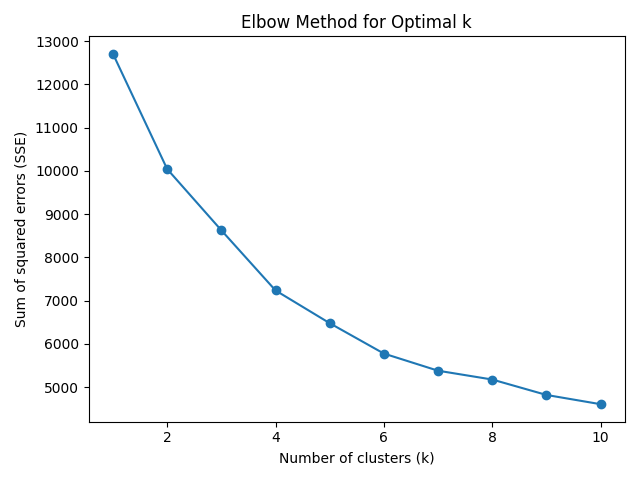 Elbow Method for Optimal k
13000
12000
11000
10000
9000
8000
7000
6000
5000
Sum of squared errors (SSE)
2 4 6 8 10
Number of clusters (k)